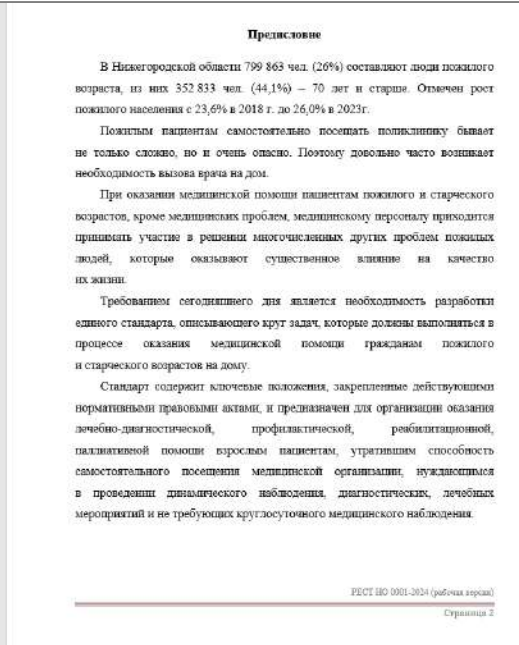 Предисловие
В Нижегородской области 799 863 чел. (26%) составляют люди пожилого
возраста, из них 352 833 чел. (44,1%) – 70 лет и старше. Отмечен рост
пожилого населения с 23,6% в 2018 г. до 26,0% в 2023г.
Пожилым пациентам самостоятельно посещать поликлинику бывает
не только сложно, но и очень опасно. Поэтому довольно часто возникает
необходимость вызова врача на дом.
При оказании медицинской помощи пациентам пожилого и старческого
возрастов, кроме медицинских проблем, медицинскому персоналу приходится
принимать участие в решении многочисленных других проблем пожилых
людей, которые оказывают существенное влияние на качество
их жизни.
Требованием сегодняшнего дня является необходимость разработки
единого стандарта, описывающего круг задач, которые должны выполняться в
процессе оказания медицинской помощи гражданам пожилого
и старческого возрастов на дому.
Стандарт содержит ключевые положения, закрепленные действующими
нормативными правовыми актами, и предназначен для организации оказания
лечебно-диагностической, профилактической, реабилитационной,
паллиативной помощи взрослым пациентам, утратившим способность
самостоятельного посещения медицинской организации, нуждающимся
в проведении динамического наблюдения, диагностических, лечебных
мероприятий и не требующих круглосуточного медицинского наблюдения.
РЕСТ НО 0001-2024 (рабочая версия)
Страница 2